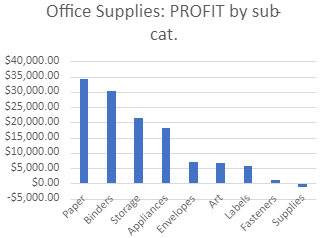 Office Supplies: PROFIT by sub-
cat.
$40,000.00
$35,000.00
$30,000.00
$25,000.00
$20,000.00
$15,000.00
$10,000.00
$5,000.00
$0.00
-$5,000.00
Paper
Binders
Storage
Appliances
Envelopes
Art
Labels
Fasteners
Supplies